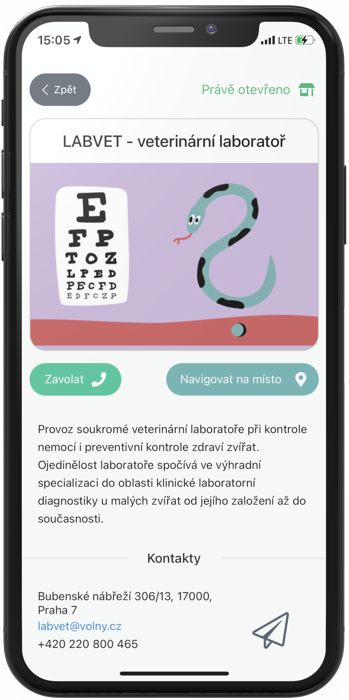 15:05
LTE
Zpět
Právě otevřeno
LABVET - veterinární laboratoř
E
F P
T O Z
L P E D
P E C F D
E D F C Z P
Zavolat
Navigovat na místo
Provoz soukromé veterinární laboratoře při kontrole
nemocí i preventivní kontrole zdraví zvířat.
Ojedinělost laboratoře spočívá ve výhradní
specializaci do oblasti klinické laboratorní
diagnostiky u malých zvířat od jejího založení až do
současnosti.
Kontakty
Bubenské nábřeží 306/13, 17000,
Praha 7
labvet@volny.cz
+420 220 800 465